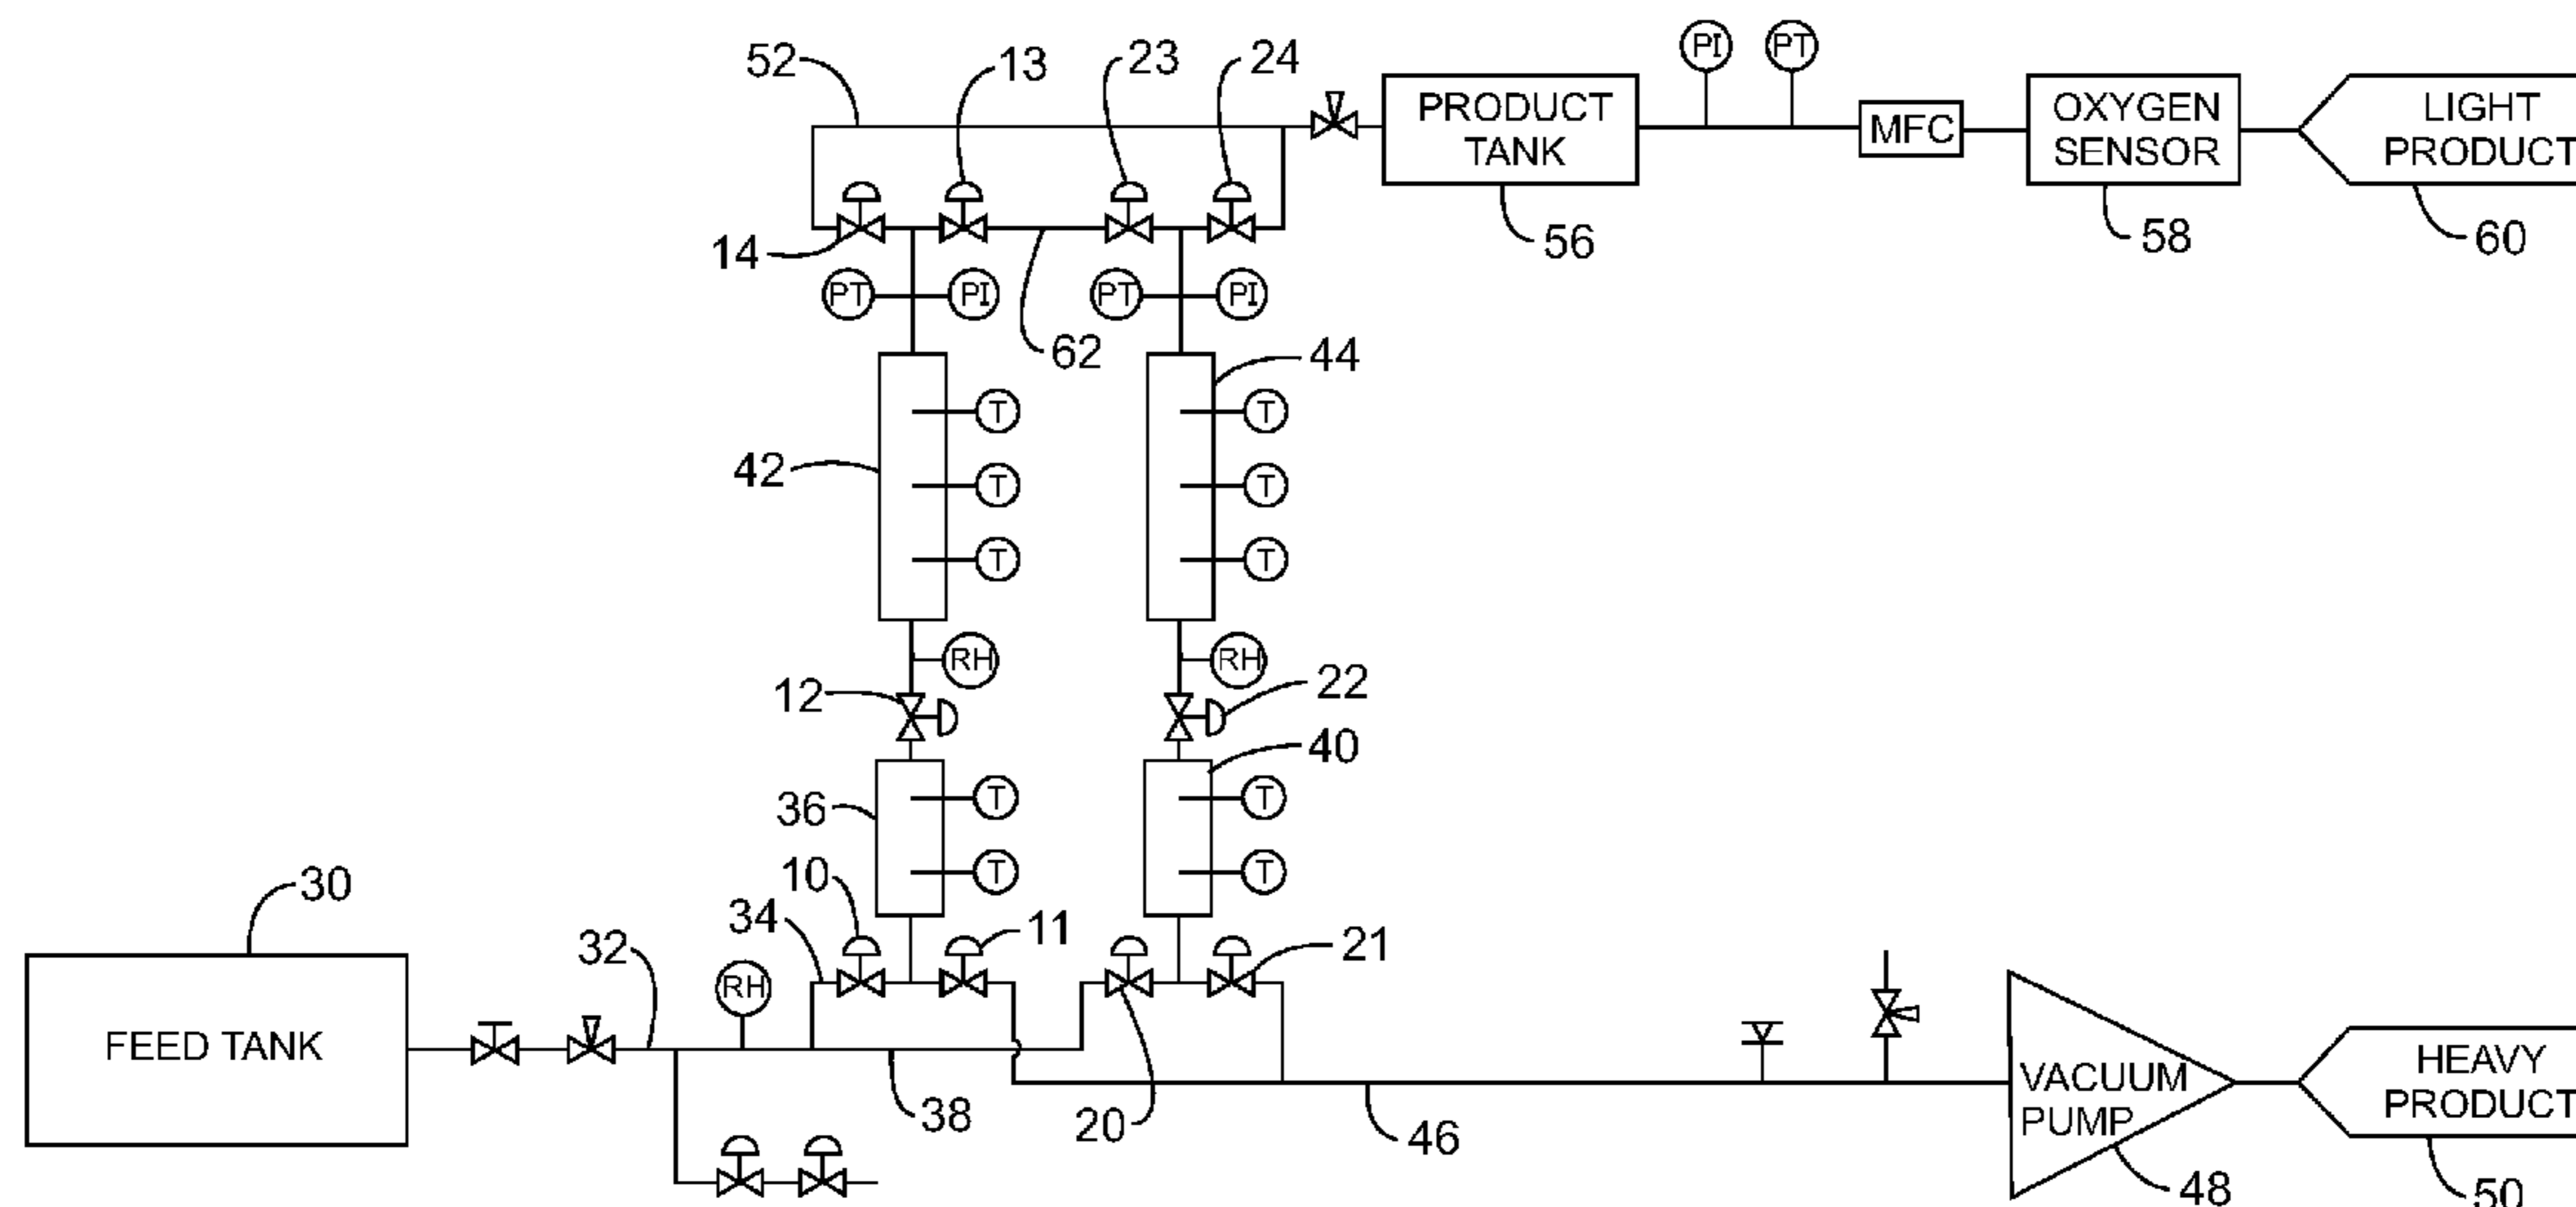 52
13
23
24
PI
PT
PRODUCT
TANK
MFC
OXYGEN
SENSOR
LIGHT
PRODUCT
14
56
58
60
PT
PI
PT
PI
62
44
T
T
42
T
T
T
T
RH
RH
12
22
40
36
T
T
10
T
T
30
34
11
21
32
RH
FEED TANK
VACUUM
PUMP
HEAVY
PRODUCT
38
20
46
48
50